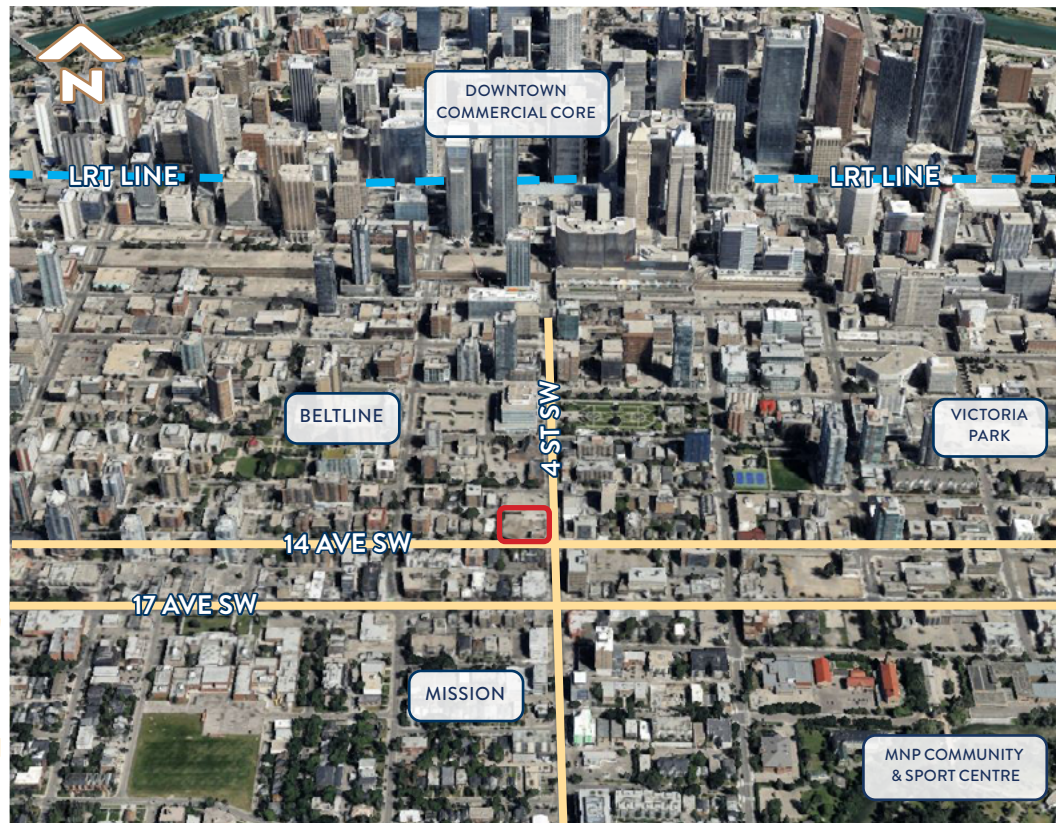 N
DOWNTOWN
COMMERCIAL CORE
LRT LINE
LRT LINE
4 ST SW
BELTLINE
VICTORIA
PARK
14 AVE SW
17 AVE SW
MISSION
MNP COMMUNITY
& SPORT CENTRE